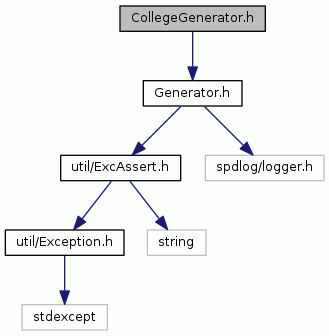 CollegeGenerator.h
Generator.h
util/ExcAssert.h
spdlog/logger.h
util/Exception.h
string
stdexcept